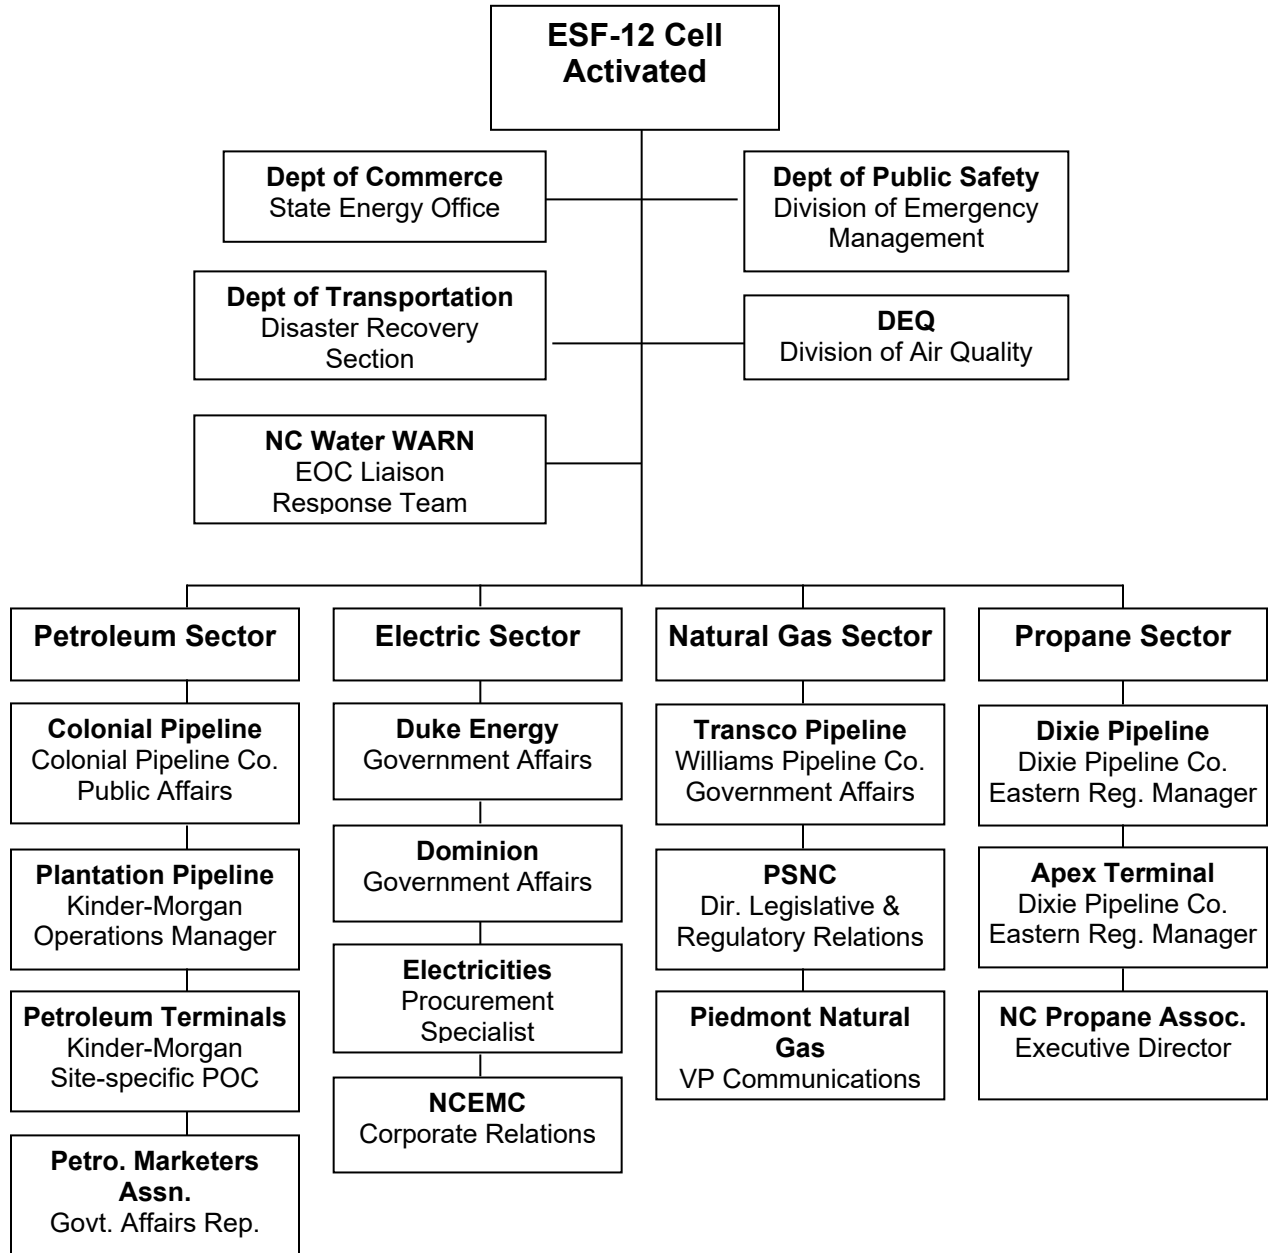 ESF-12 Cell
Activated
Dept of Commerce
State Energy Office
Dept of Public Safety
Division of Emergency
Management
Dept of Transportation
Disaster Recovery
Section
DEQ
Division of Air Quality
NC Water WARN
EOC Liaison
Response Team
Petroleum Sector
Colonial Pipeline
Colonial Pipeline Co.
Public Affairs
Plantation Pipeline
Kinder-Morgan
Operations Manager
Petroleum Terminals
Kinder-Morgan
Site-specific POC
Petro. Marketers
Assn.
Govt. Affairs Rep.
Electric Sector
Duke Energy
Government Affairs
Dominion
Government Affairs
Electricities
Procurement
Specialist
NCEMC
Corporate Relations
Natural Gas Sector
Transco Pipeline
Williams Pipeline Co.
Government Affairs
PSNC
Dir. Legislative &
Regulatory Relations
Piedmont Natural
Gas
VP Communications
Propane Sector
Dixie Pipeline
Dixie Pipeline Co.
Eastern Reg. Manager
Apex Terminal
Dixie Pipeline Co.
Eastern Reg. Manager
NC Propane Assoc.
Executive Director